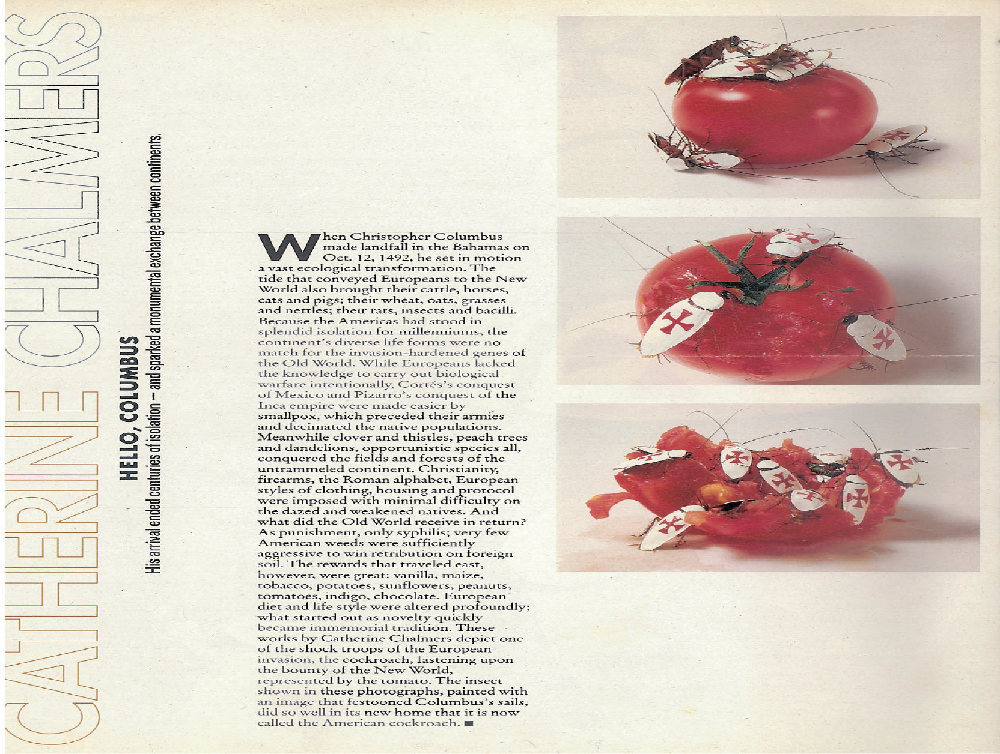 CATHERINE CHALMERS
HELLO, COLUMBUS
His arrival ended centuries of isolation — and sparked a monumental exchange between continents.
When Christopher Columbus
made landfall in the Bahamas on
Oct. 12, 1492, he set in motion
a vast ecological transformation. The
tide that conveyed Europeans to the New
World also brought their cattle, horses,
cats and pigs; their wheat, oats, grasses
and nettles; their rats, insects and bacilli.
Because the Americas had stood in
splendid isolation for millenniums, the
continent's diverse life forms were no
match for the invasion-hardened genes of
the Old World. While Europeans lacked
the knowledge to carry out biological
warfare intentionally, Cortés's conquest
of Mexico and Pizarro's conquest of the
Inca empire were made easier by
smallpox, which preceded their armies
and decimated the native populations.
Meanwhile clover and thistles, peach trees
and dandelions, opportunistic species all,
conquered the fields and forests of the
untrammeled continent. Christianity,
firearms, the Roman alphabet, European
styles of clothing, housing and protocol
were imposed with minimal difficulty on
the dazed and weakened natives. And
what did the Old World receive in return?
As punishment, only syphilis; very few
American weeds were sufficiently
aggressive to win retribution on foreign
soil. The rewards that traveled east,
however, were great: vanilla, maize,
tobacco, potatoes, sunflowers, peanuts,
tomatoes, indigo, chocolate. European
diet and life style were altered profoundly;
what started out as novelty quickly
became immemorial tradition. These
works by Catherine Chalmers depict one
of the shock troops of the European
invasion, the cockroach, fastening upon
the bounty of the New World,
represented by the tomato. The insect
shown in these photographs, painted with
an image that festooned Columbus's sails,
did so well in its new home that it is now
called the American cockroach. ■